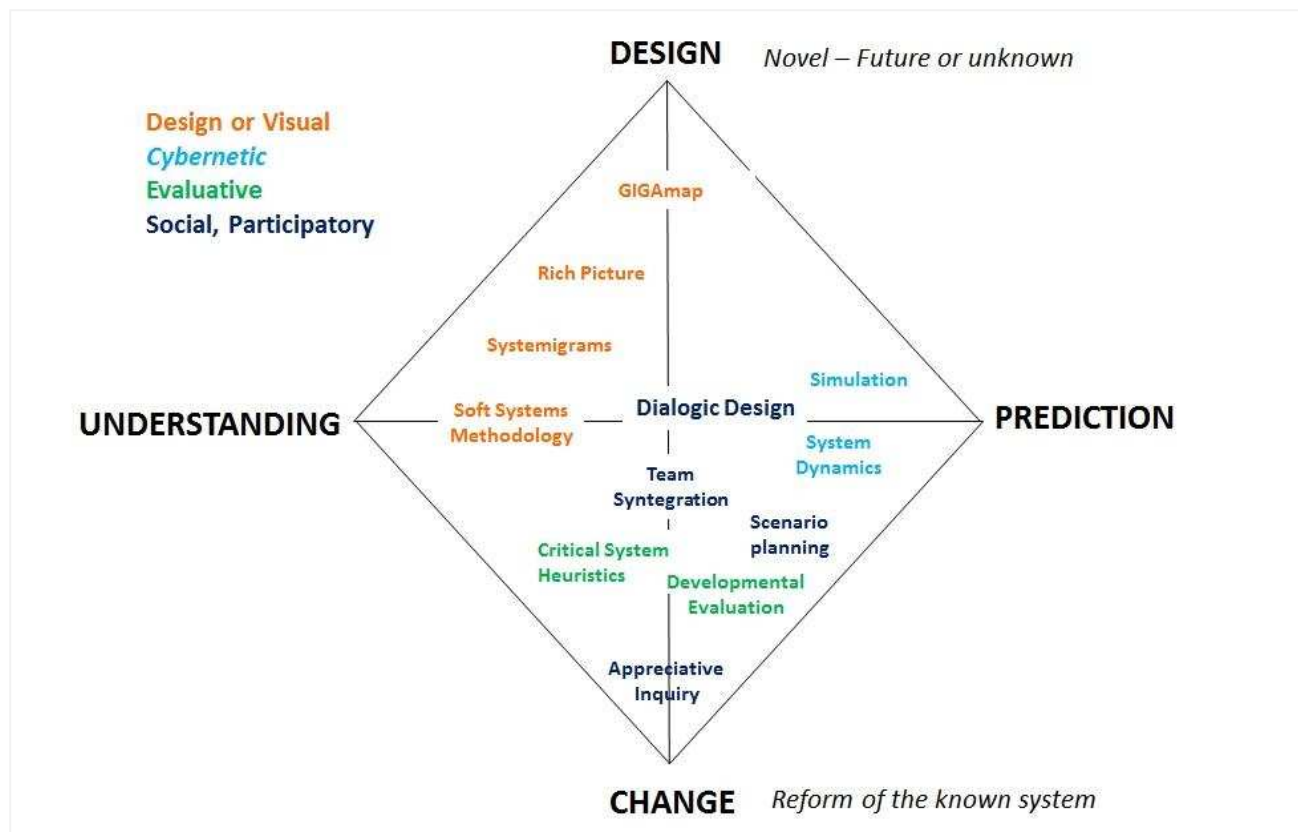 DESIGN
Novel – Future or unknown
Design or Visual
Cybernetic
Evaluative
Social, Participatory
GIGAmap
Rich Picture
Systemigrams
Simulation
UNDERSTANDING
Soft Systems
Methodology
Dialogic Design
PREDICTION
System
Dynamics
Team
Syntegration
Scenario
planning
Critical System
Heuristics
Developmental
Evaluation
Appreciative
Inquiry
CHANGE
Reform of the known system